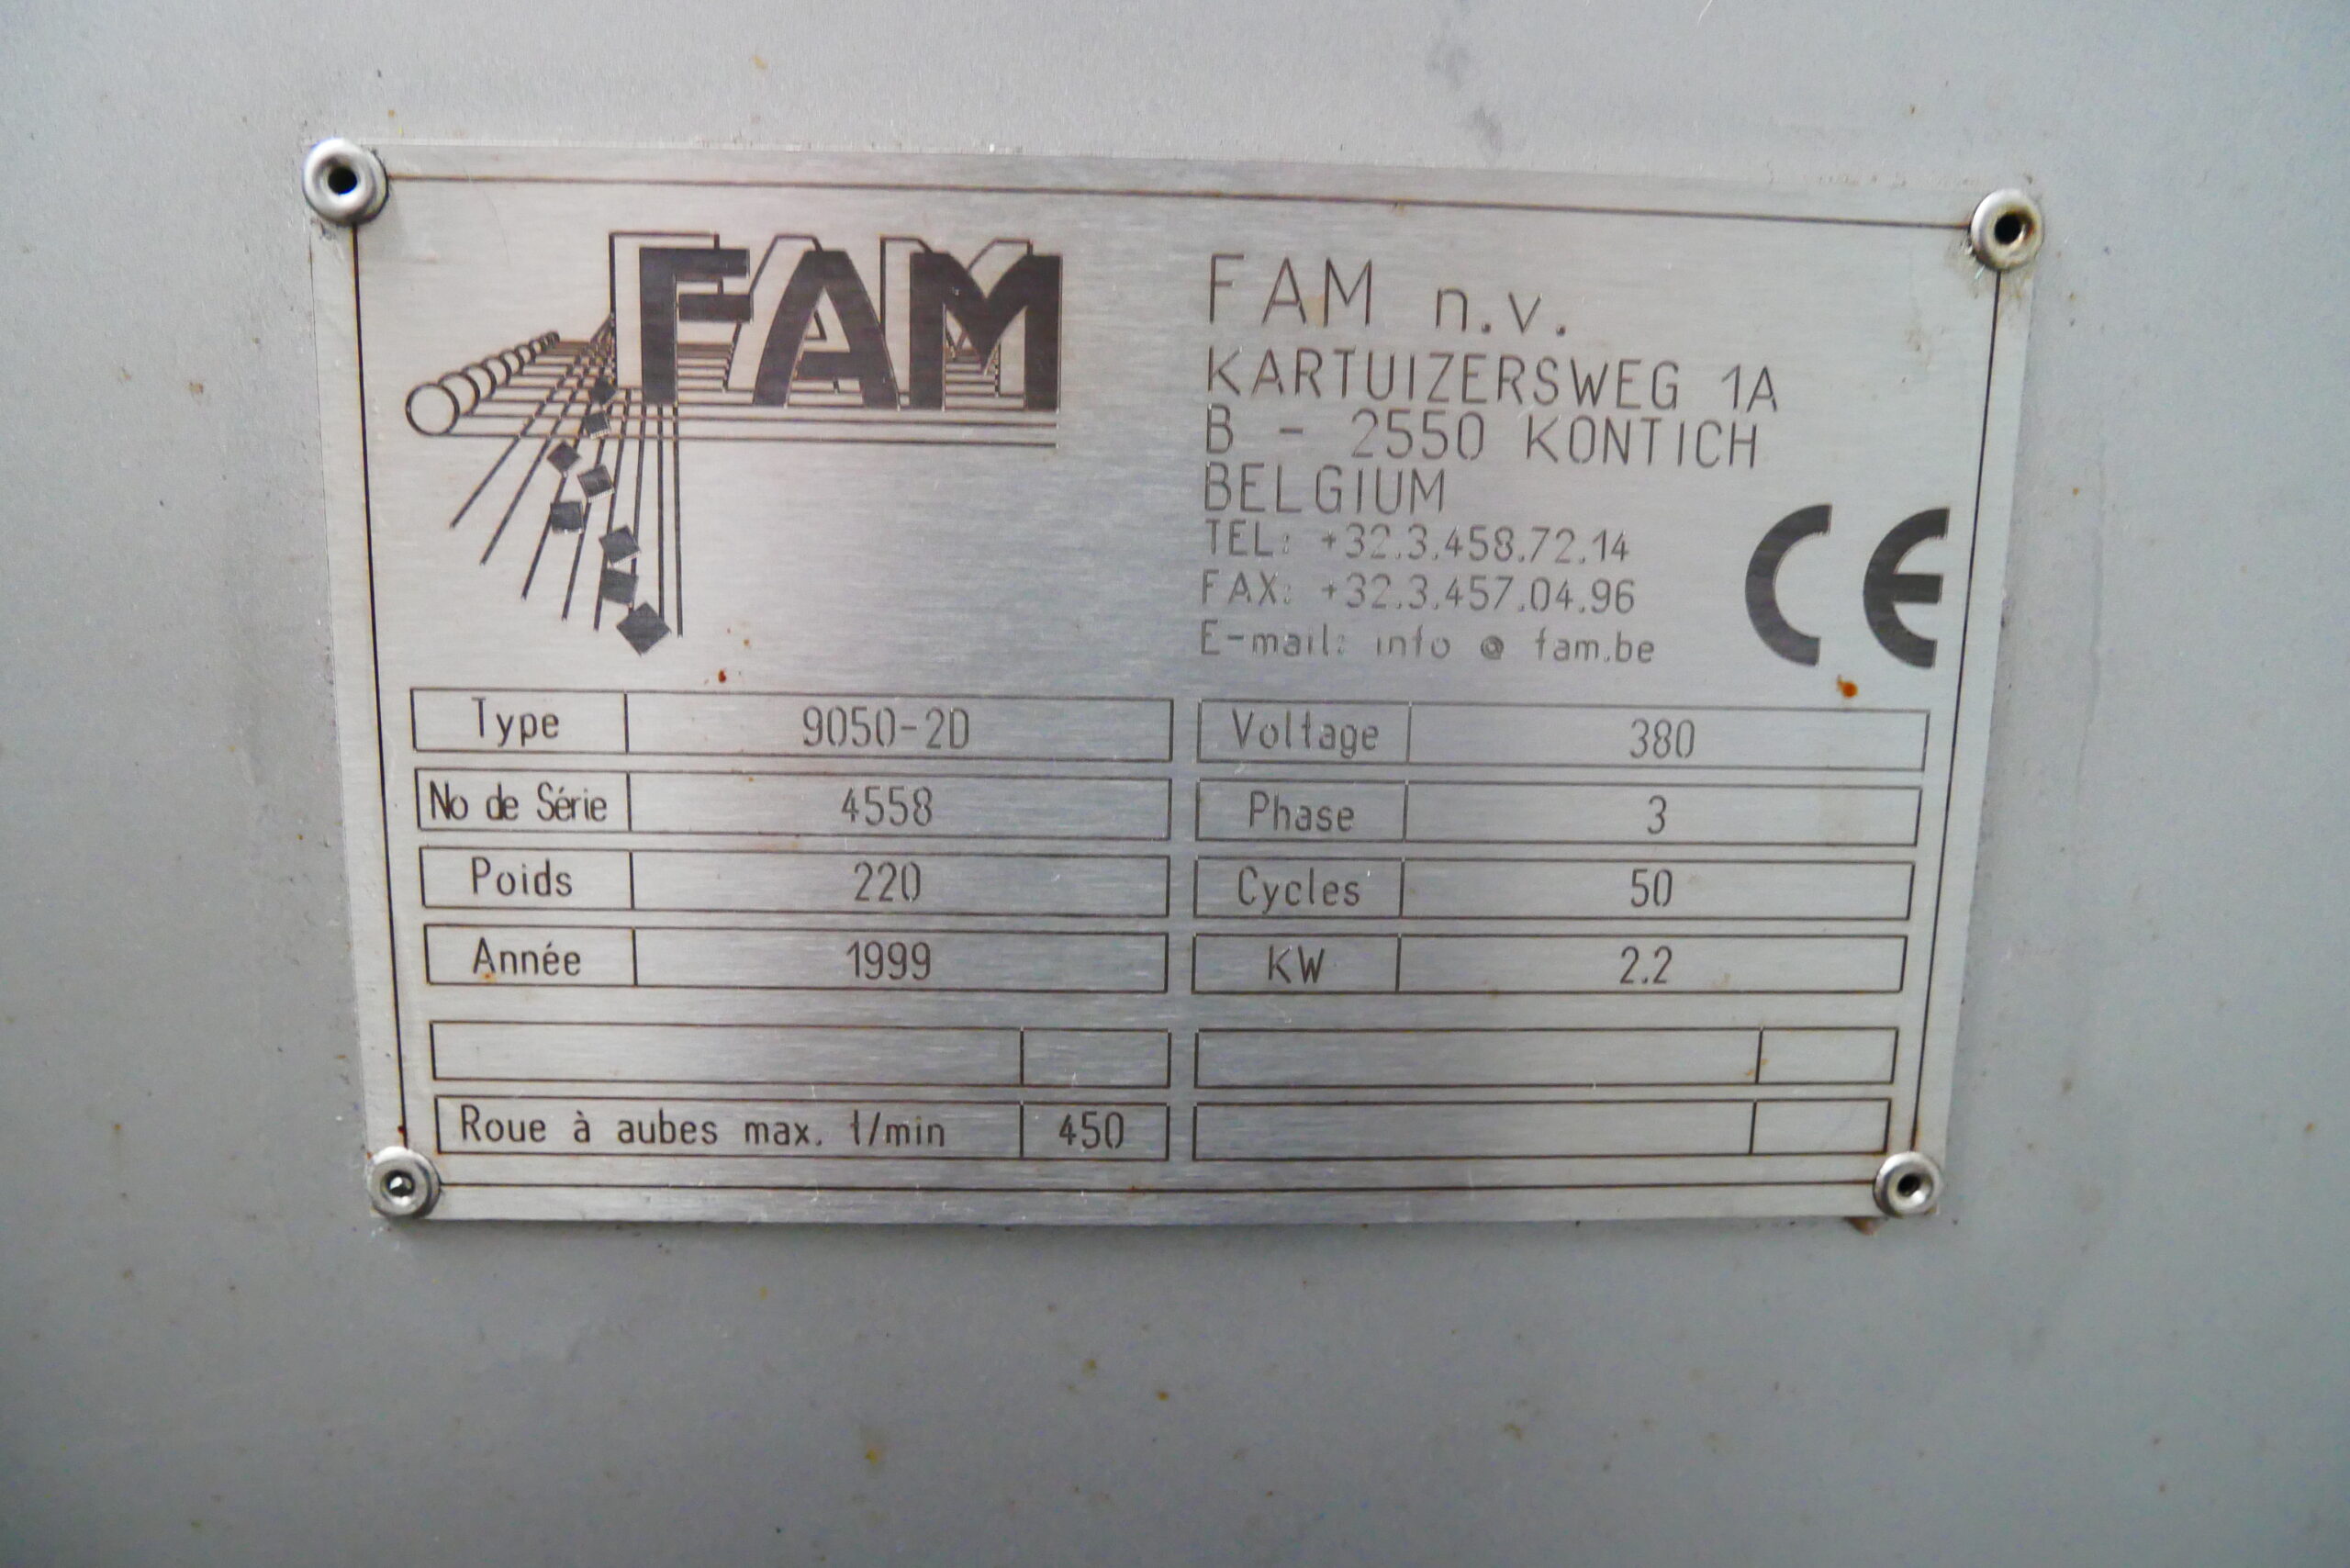 FAM
FAM n.v.
KARTUIZERSWEG 1A
B - 2550 KONTICH
BELGIUM
TEL: +32.3.458.72.14
FAX: +32.3.457.04.96
E-mail: info @ fam.be
CE
Type 9050-2D
No de Série 4558
Poids 220
Année 1999
Voltage 380
Phase 3
Cycles 50
KW 2.2
Roue à aubes max. t/min 450